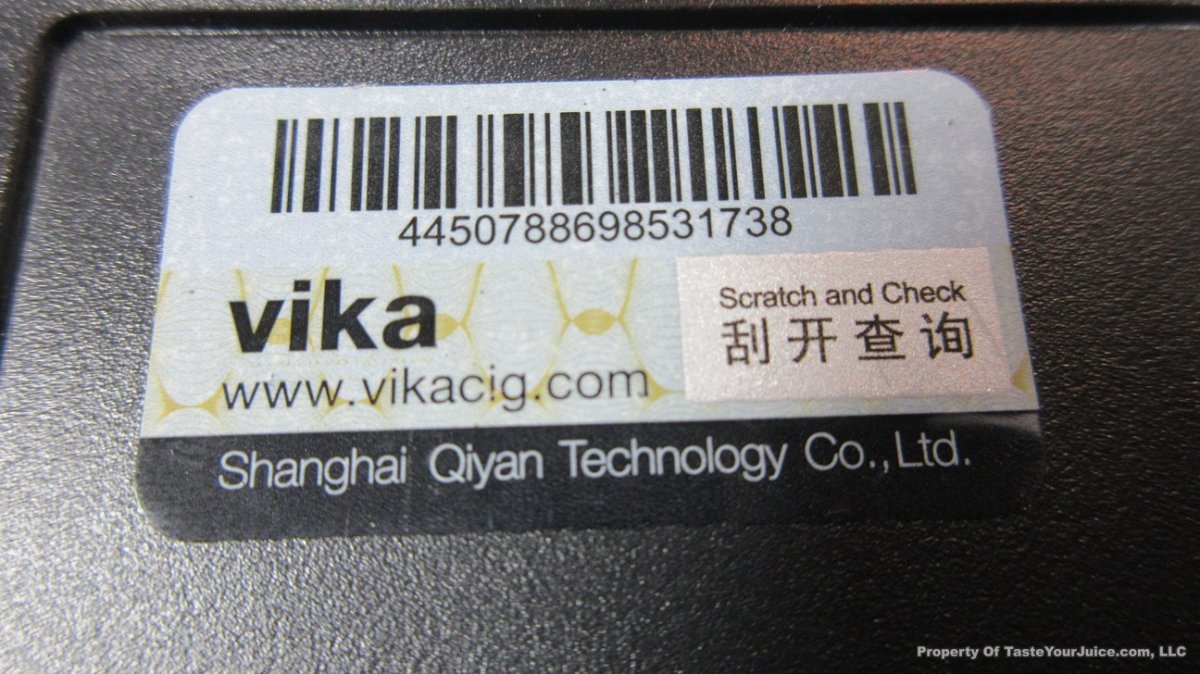 4450788698531738
vika
www.vikacig.com
Scratch and Check
刮开查询
Shanghai Qiyan Technology Co., Ltd.
Property Of TasteYourJuice.com, LLC